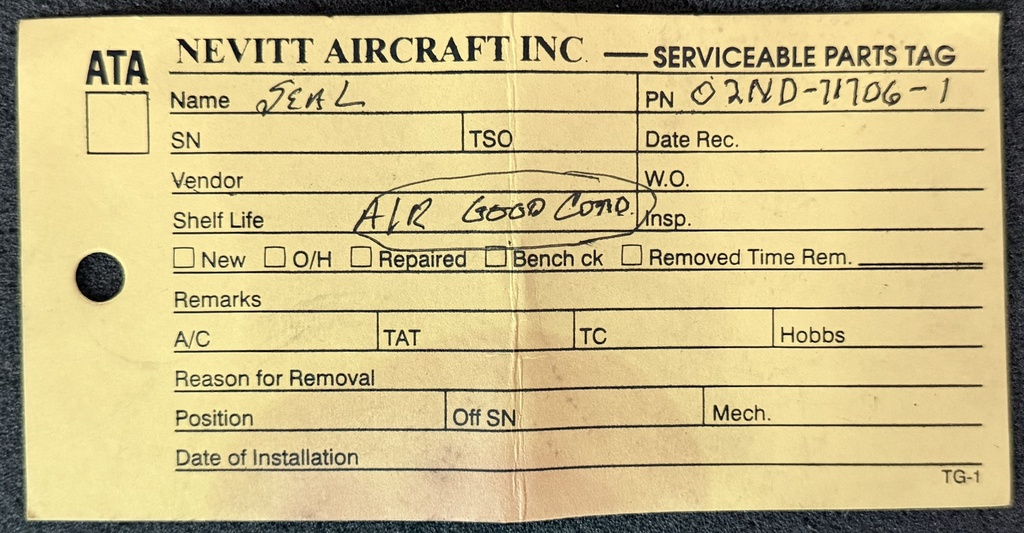 ATA NEVITT AIRCRAFT INC — SERVICEABLE PARTS TAG
Name SEAL PN 02ND-71706-1
SN TSO Date Rec.
Vendor W.O.
Shelf Life AIR GOOD COND. Insp.
☐ New ☐ O/H ☐ Repaired ☐ Bench ck ☐ Removed Time Rem.
Remarks
A/C TAT TC Hobbs
Reason for Removal
Position Off SN Mech.
Date of Installation
TG-1